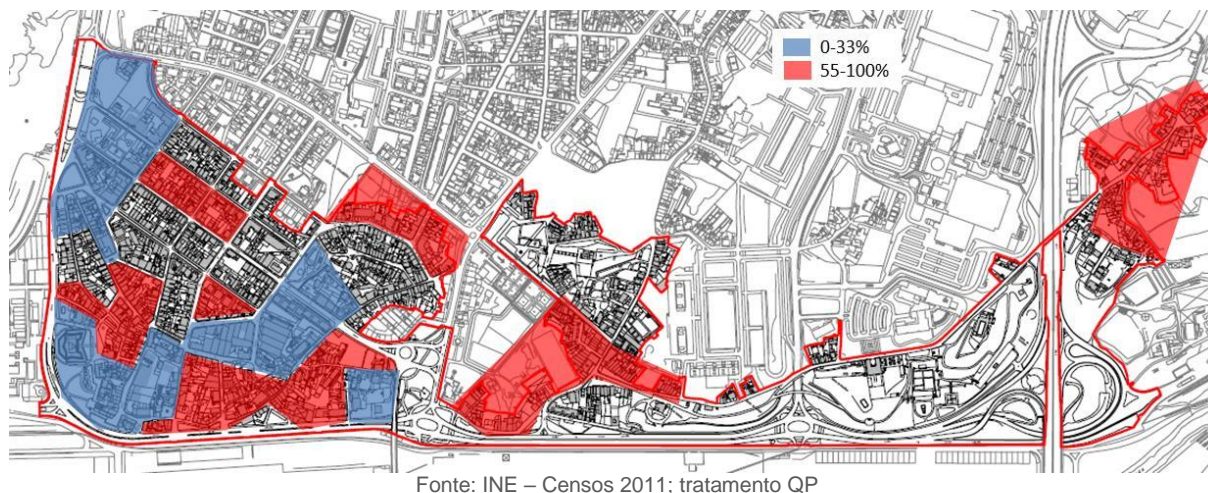 0-33%
55-100%
Fonte: INE – Censos 2011; tratamento QP